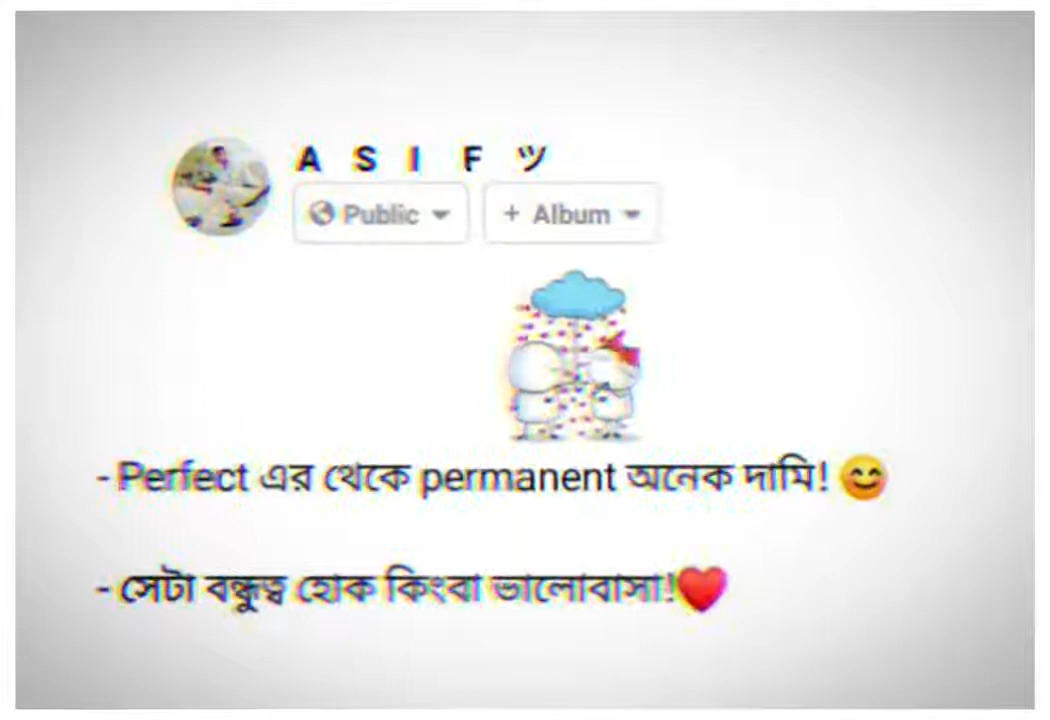 A S I F ツ
Public + Album
- Perfect এর থেকে permanent অনেক দামি! 😊
- সেটা বন্ধুত্ব হোক কিংবা ভালোবাসা!❤️